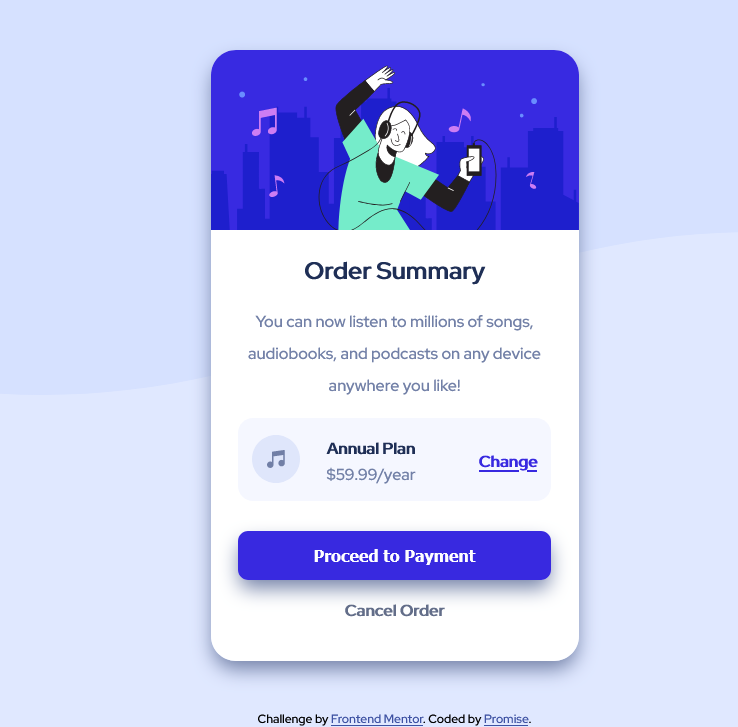 Order Summary
You can now listen to millions of songs,
audiobooks, and podcasts on any device
anywhere you like!
Annual Plan
$59.99/year
Change
Proceed to Payment
Cancel Order
Challenge by Frontend Mentor. Coded by Promise.